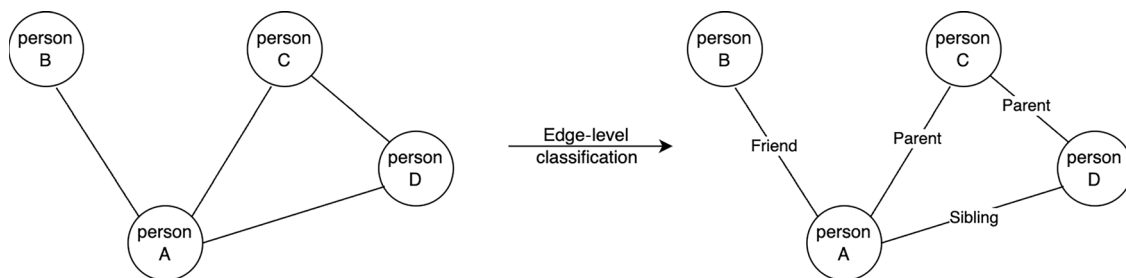 person
B
person
C
person
D
person
A
Edge-level
classification
person
B
person
C
Parent
Friend
Parent
person
D
Sibling
person
A